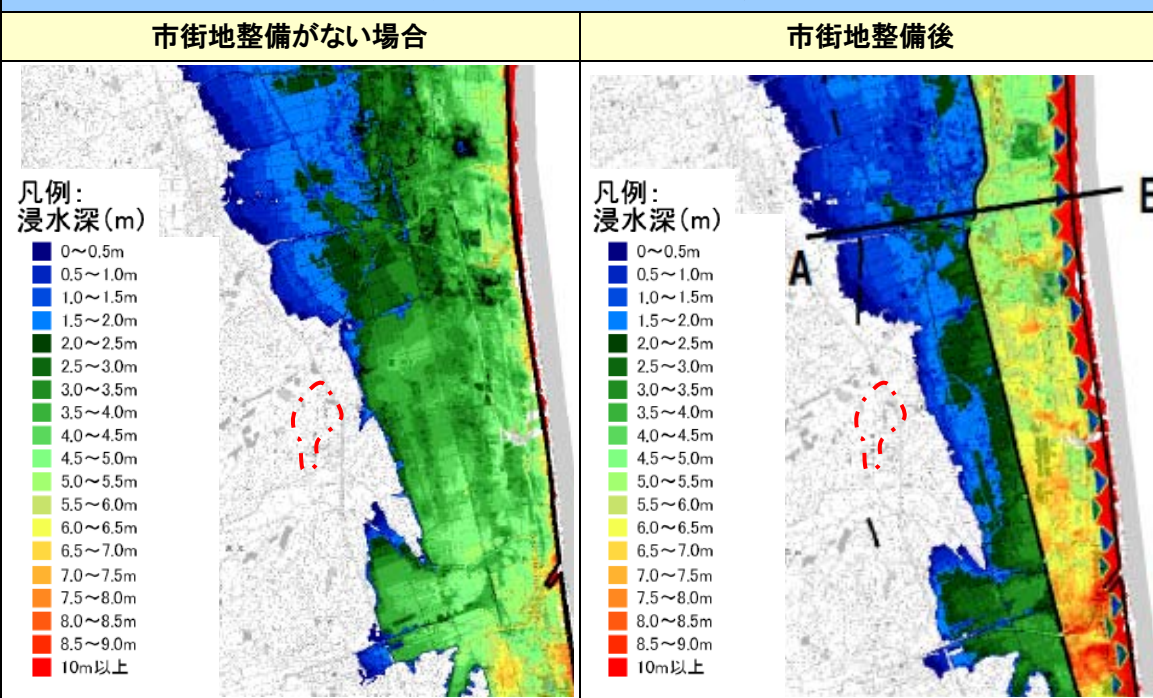 市街地整備がない場合
市街地整備後
凡例：
浸水深(m)
0～0.5m
0.5～1.0m
1.0～1.5m
1.5～2.0m
2.0～2.5m
2.5～3.0m
3.0～3.5m
3.5～4.0m
4.0～4.5m
4.5～5.0m
5.0～5.5m
5.5～6.0m
6.0～6.5m
6.5～7.0m
7.0～7.5m
7.5～8.0m
8.0～8.5m
8.5～9.0m
10m以上
凡例：
浸水深(m)
0～0.5m
0.5～1.0m
1.0～1.5m
1.5～2.0m
2.0～2.5m
2.5～3.0m
3.0～3.5m
3.5～4.0m
4.0～4.5m
4.5～5.0m
5.0～5.5m
5.5～6.0m
6.0～6.5m
6.5～7.0m
7.0～7.5m
7.5～8.0m
8.0～8.5m
8.5～9.0m
10m以上
A
B